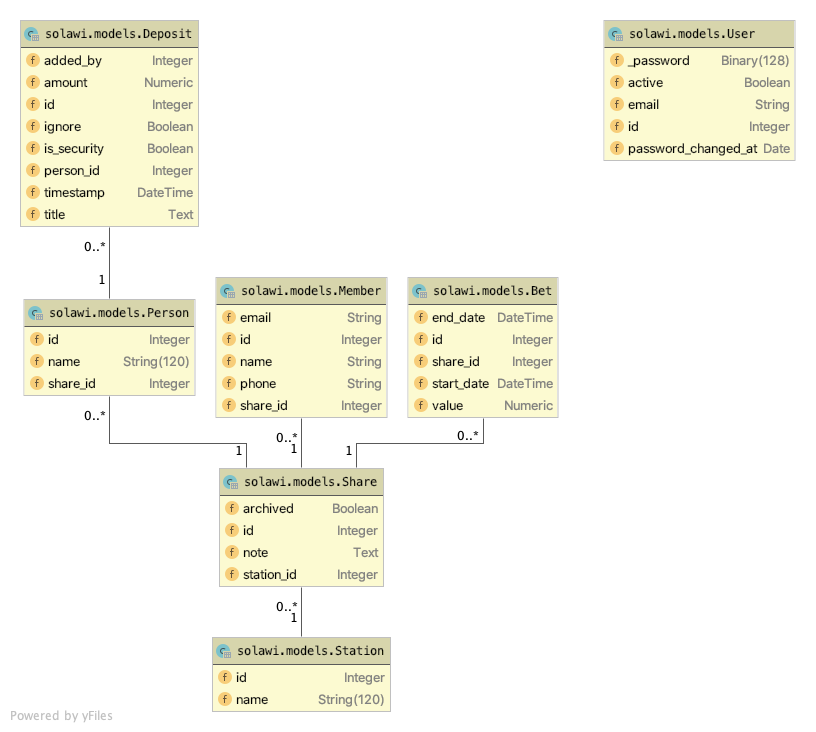 solawi.models.Deposit
added_by Integer
amount Numeric
id Integer
ignore Boolean
is_security Boolean
person_id Integer
timestamp DateTime
title Text
solawi.models.User
_password Binary(128)
active Boolean
email String
id Integer
password_changed_at Date
0..*
1
solawi.models.Person
id Integer
name String(120)
share_id Integer
solawi.models.Member
email String
id Integer
name String
phone String
share_id Integer
solawi.models.Bet
end_date DateTime
id Integer
share_id Integer
start_date DateTime
value Numeric
0..*
1
0..*
1
0..*
1
solawi.models.Share
archived Boolean
id Integer
note Text
station_id Integer
0..*
1
solawi.models.Station
id Integer
name String(120)
Powered by yFiles